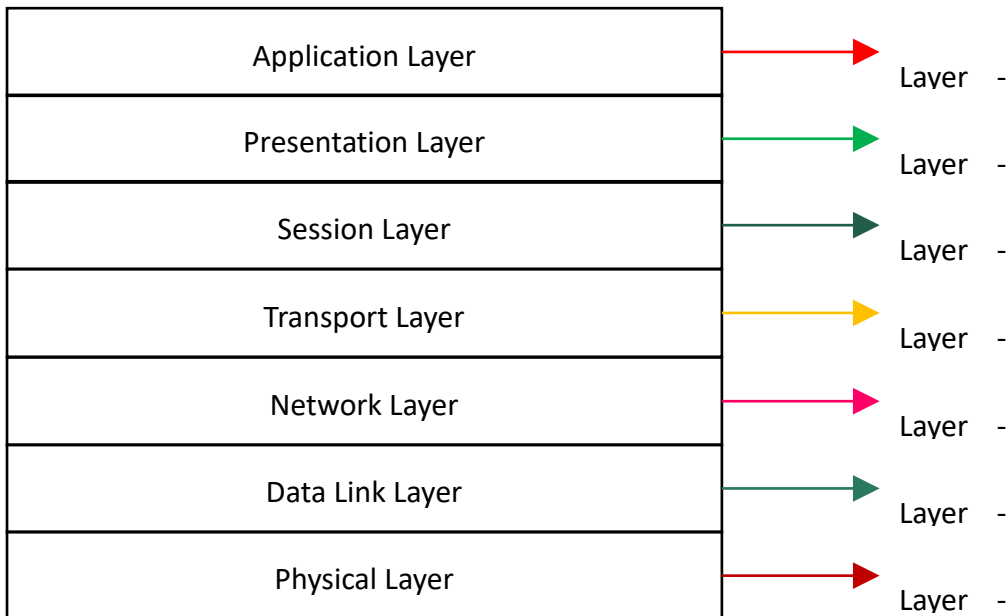 Application Layer
Layer -
Presentation Layer
Layer -
Session Layer
Layer -
Transport Layer
Layer -
Network Layer
Layer -
Data Link Layer
Layer -
Physical Layer
Layer -